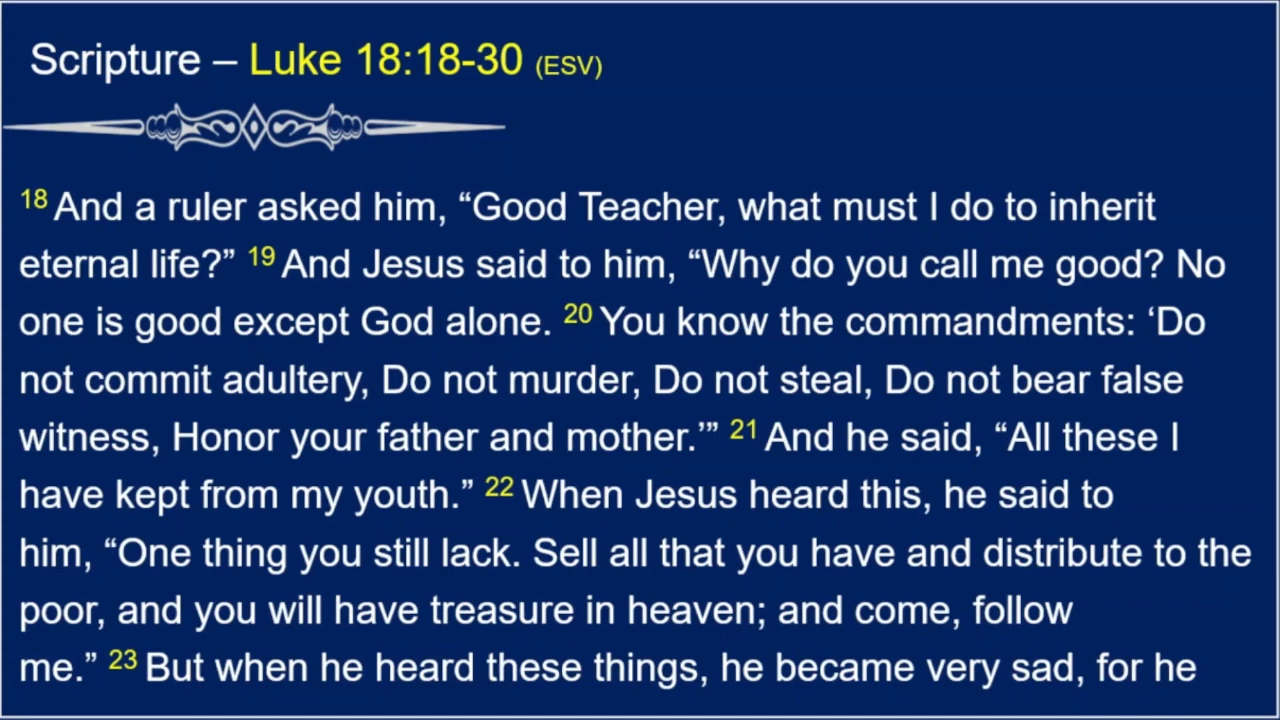 Scripture – Luke 18:18-30 (ESV)
18 And a ruler asked him, “Good Teacher, what must I do to inherit
eternal life?” 19 And Jesus said to him, “Why do you call me good? No
one is good except God alone. 20 You know the commandments: ‘Do
not commit adultery, Do not murder, Do not steal, Do not bear false
witness, Honor your father and mother.’” 21 And he said, “All these I
have kept from my youth.” 22 When Jesus heard this, he said to
him, “One thing you still lack. Sell all that you have and distribute to the
poor, and you will have treasure in heaven; and come, follow
me.” 23 But when he heard these things, he became very sad, for he